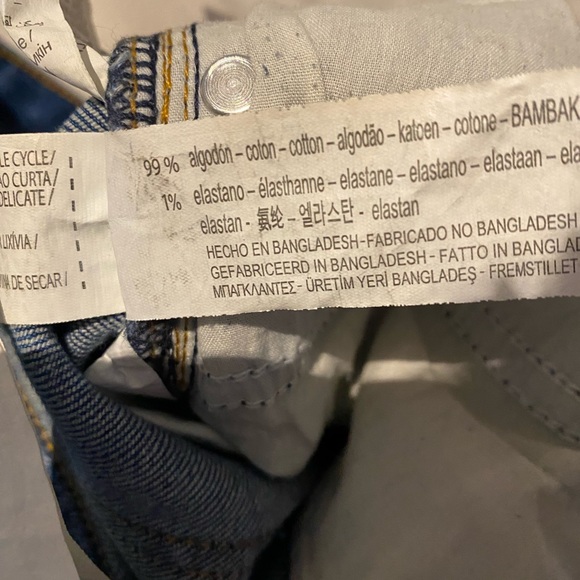 LE CYCLE/
ÃO CURTA/
DELICATE/
LIXÍVIA/
DE SECAR/
99 % algodón – coton – cotton – algodão – katoen – cotone – BAMBAK
1% elastano – élasthanne – elastane – elastano – elastaan – ela
elastan - 氨纶 – 엘라스탄 - elastan
HECHO EN BANGLADESH-FABRICADO NO BANGLADESH
GEFABRICEERD IN BANGLADESH - FATTO IN BANGLAD
ΜΠΑΓΚΛΑΝΤΕΣ - ÜRETİM YERİ BANGLADEŞ - FREMSTILLET